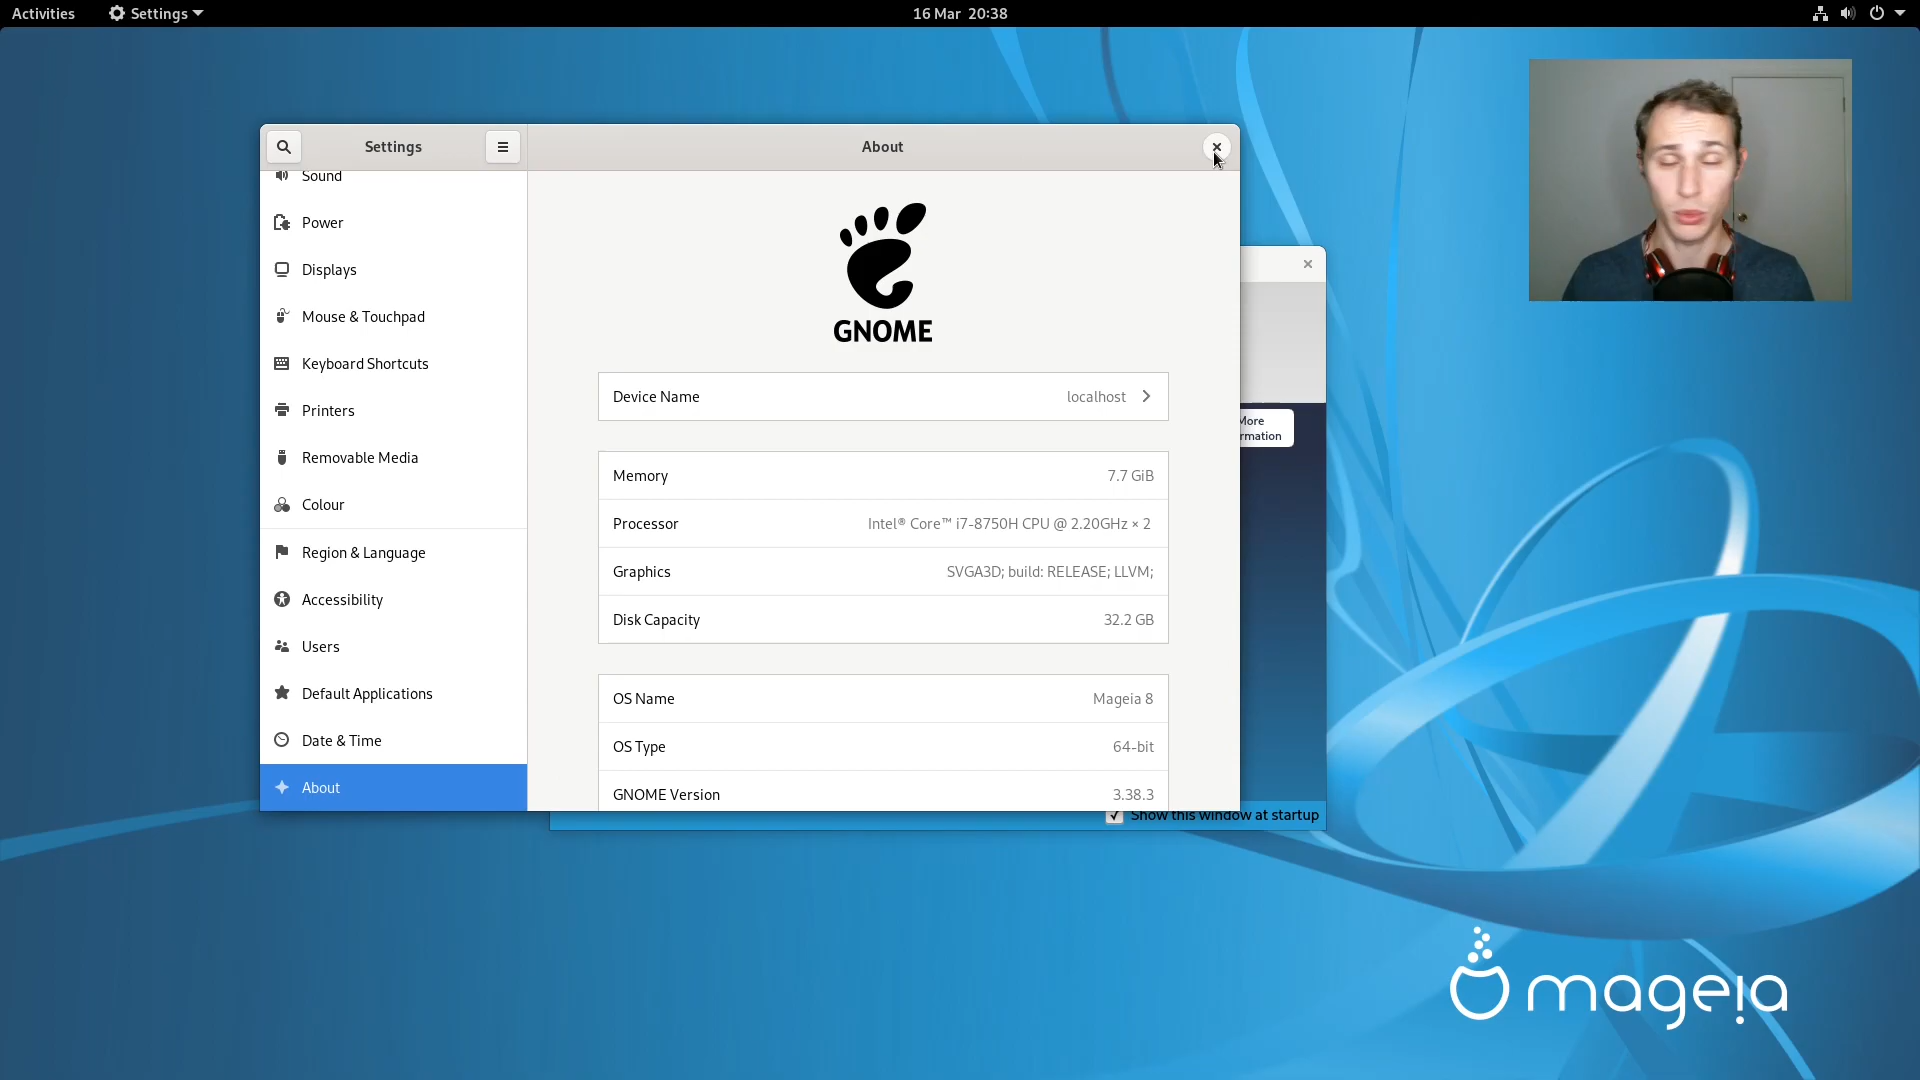 Activities
Settings
16 Mar 20:38
Settings
About
Sound
Power
Displays
Mouse & Touchpad
Keyboard Shortcuts
Printers
Removable Media
Colour
Region & Language
Accessibility
Users
Default Applications
Date & Time
About
GNOME
Device Name localhost
Memory 7.7 GiB
Processor Intel® Core™ i7-8750H CPU @ 2.20GHz × 2
Graphics SVGA3D; build: RELEASE; LLVM;
Disk Capacity 32.2 GB
OS Name Mageia 8
OS Type 64-bit
GNOME Version 3.38.3
More
rmation
Show this window at startup
mageia